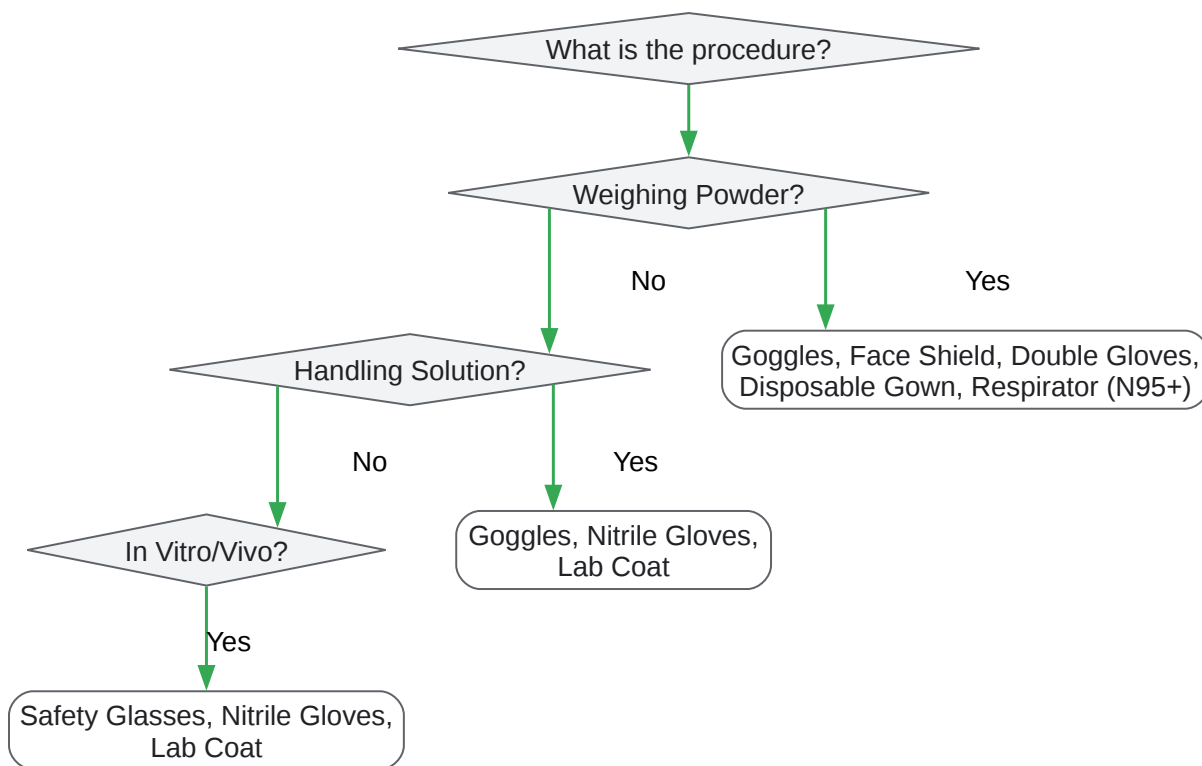 What is the procedure?
Weighing Powder?
No
Yes
Handling Solution?
Goggles, Face Shield, Double Gloves,
Disposable Gown, Respirator (N95+)
No
Yes
In Vitro/Vivo?
Goggles, Nitrile Gloves,
Lab Coat
Yes
Safety Glasses, Nitrile Gloves,
Lab Coat